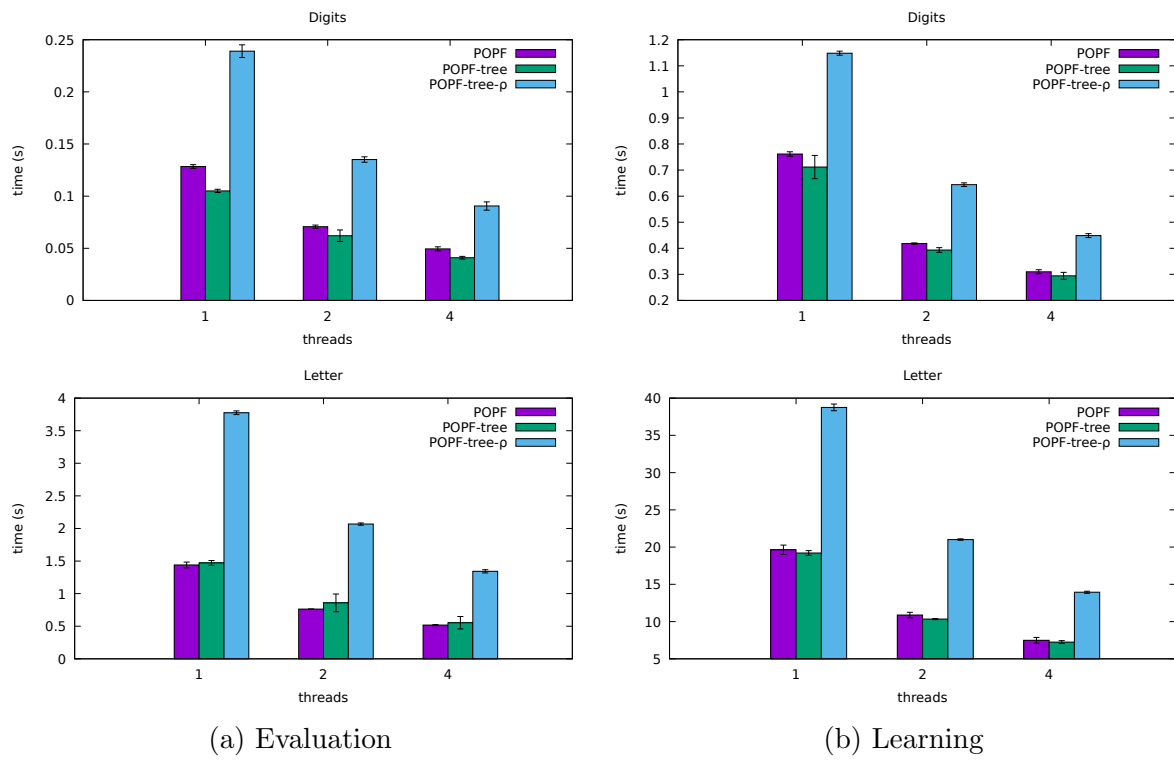 Digits
0.25
0.2
0.15
0.1
0.05
0
time (s)
POPF
POPF-tree
POPF-tree-ρ
1
2
4
threads
Digits
1.2
1.1
1
0.9
0.8
0.7
0.6
0.5
0.4
0.3
0.2
time (s)
POPF
POPF-tree
POPF-tree-ρ
1
2
4
threads
Letter
4
3.5
3
2.5
2
1.5
1
0.5
0
time (s)
POPF
POPF-tree
POPF-tree-ρ
1
2
4
threads
Letter
40
35
30
25
20
15
10
5
time (s)
POPF
POPF-tree
POPF-tree-ρ
1
2
4
threads
(a) Evaluation
(b) Learning